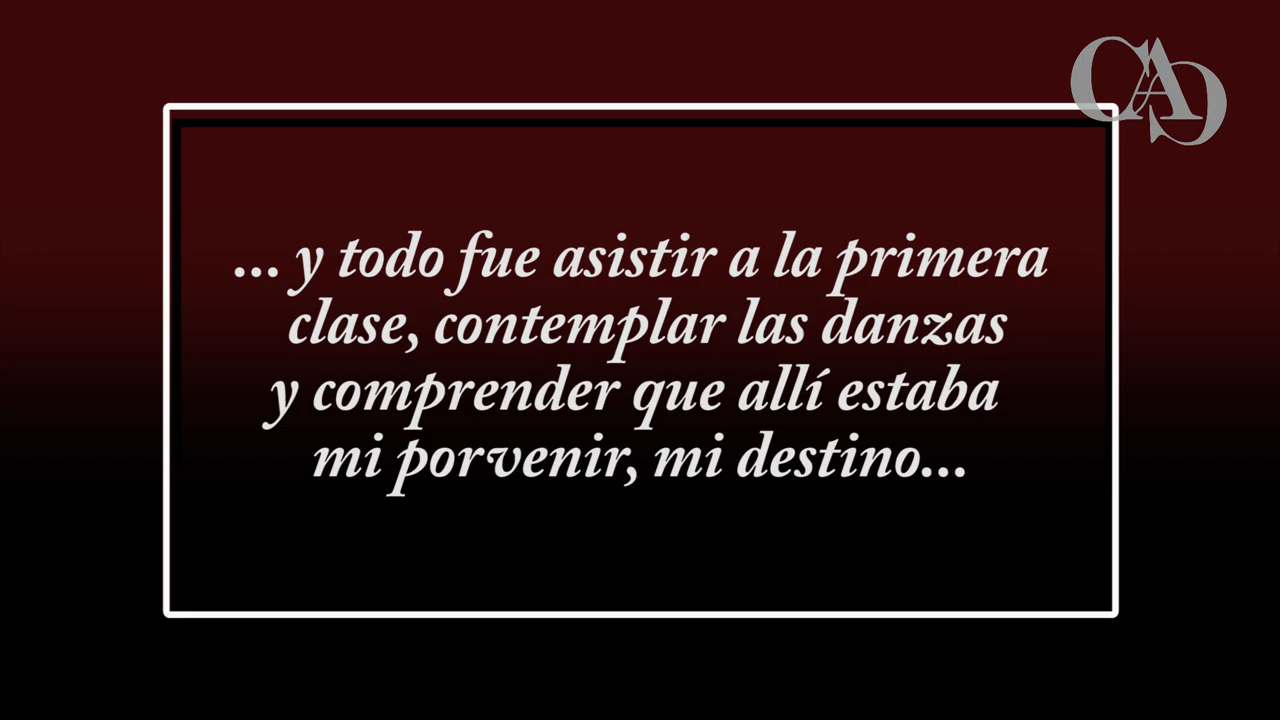 ... y todo fue asistir a la primera
clase, contemplar las danzas
y comprender que allí estaba
mi porvenir, mi destino...